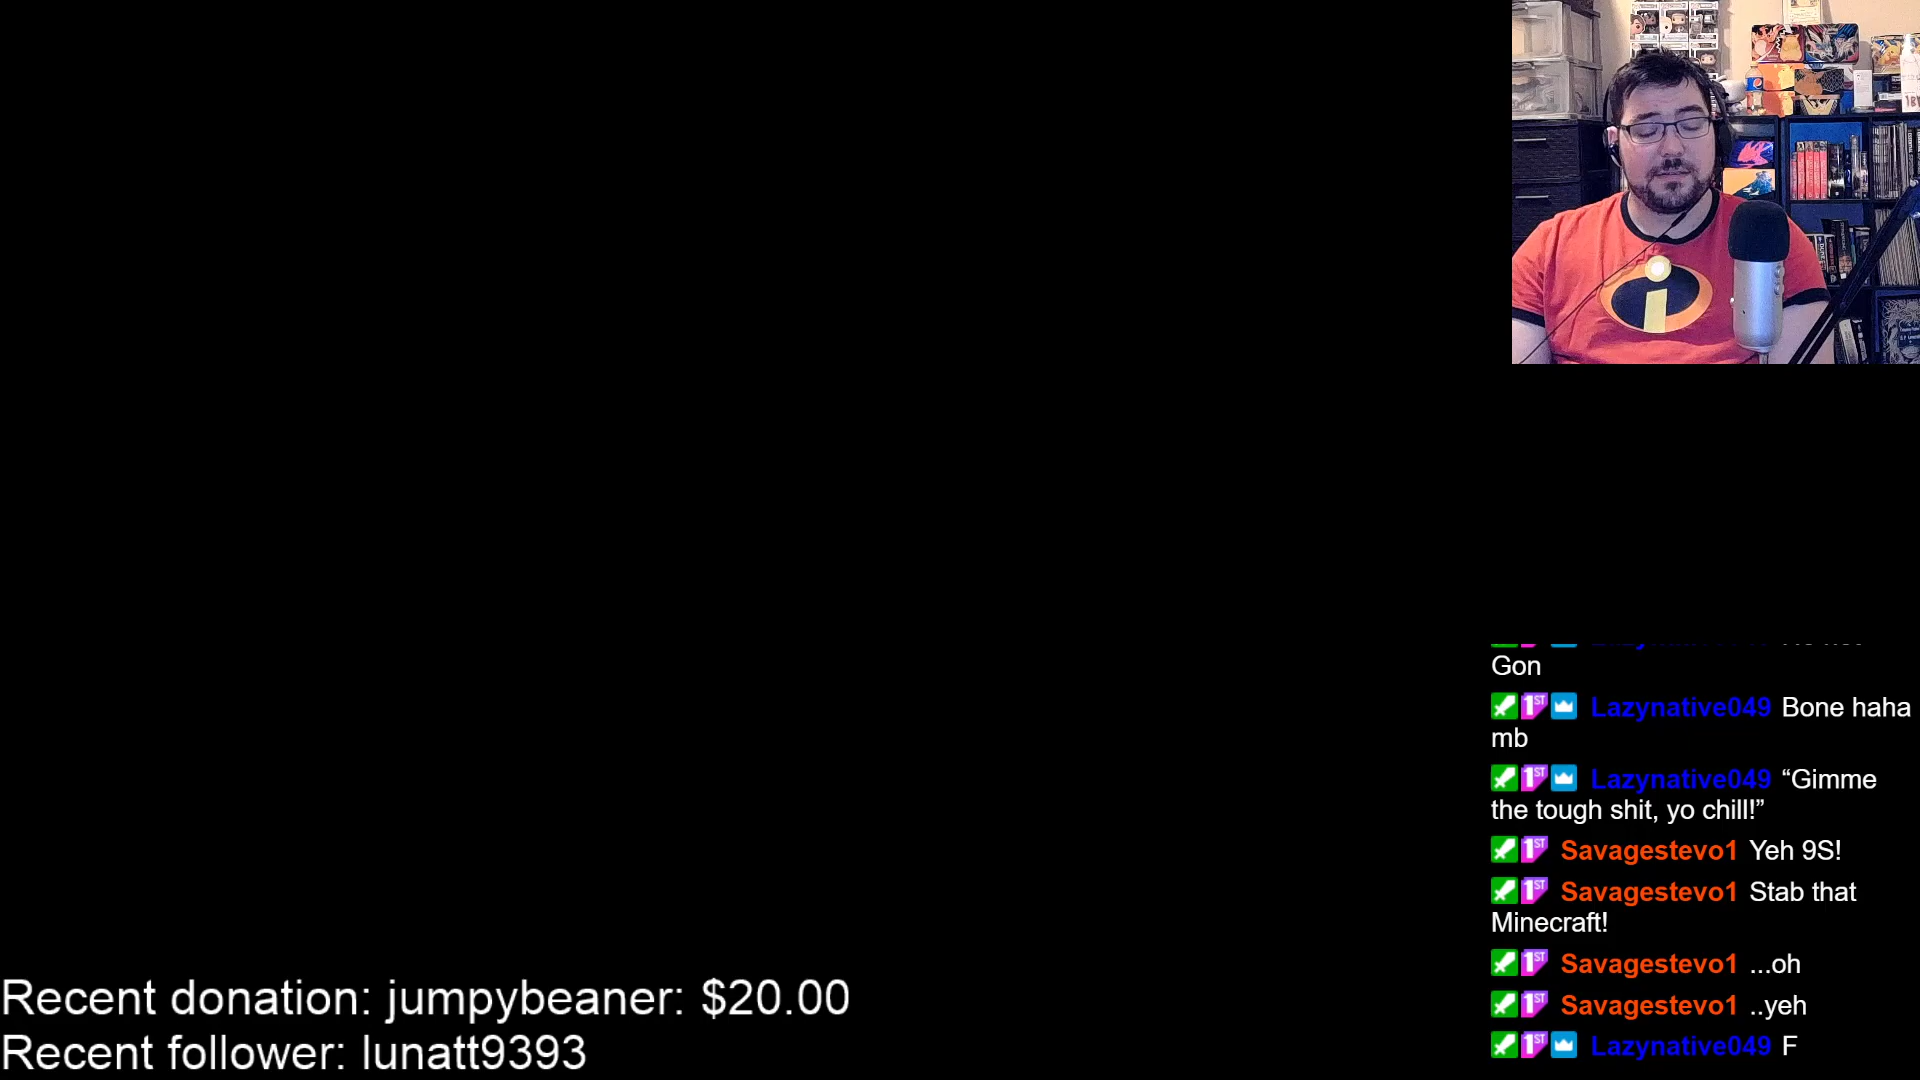 Gon
Lazynative049 Bone haha
mb
Lazynative049 “Gimme
the tough shit, yo chill!”
Savagestevo1 Yeh 9S!
Savagestevo1 Stab that
Minecraft!
Savagestevo1 ...oh
Savagestevo1 ..yeh
Lazynative049 F
Recent donation: jumpybeaner: $20.00
Recent follower: lunatt9393